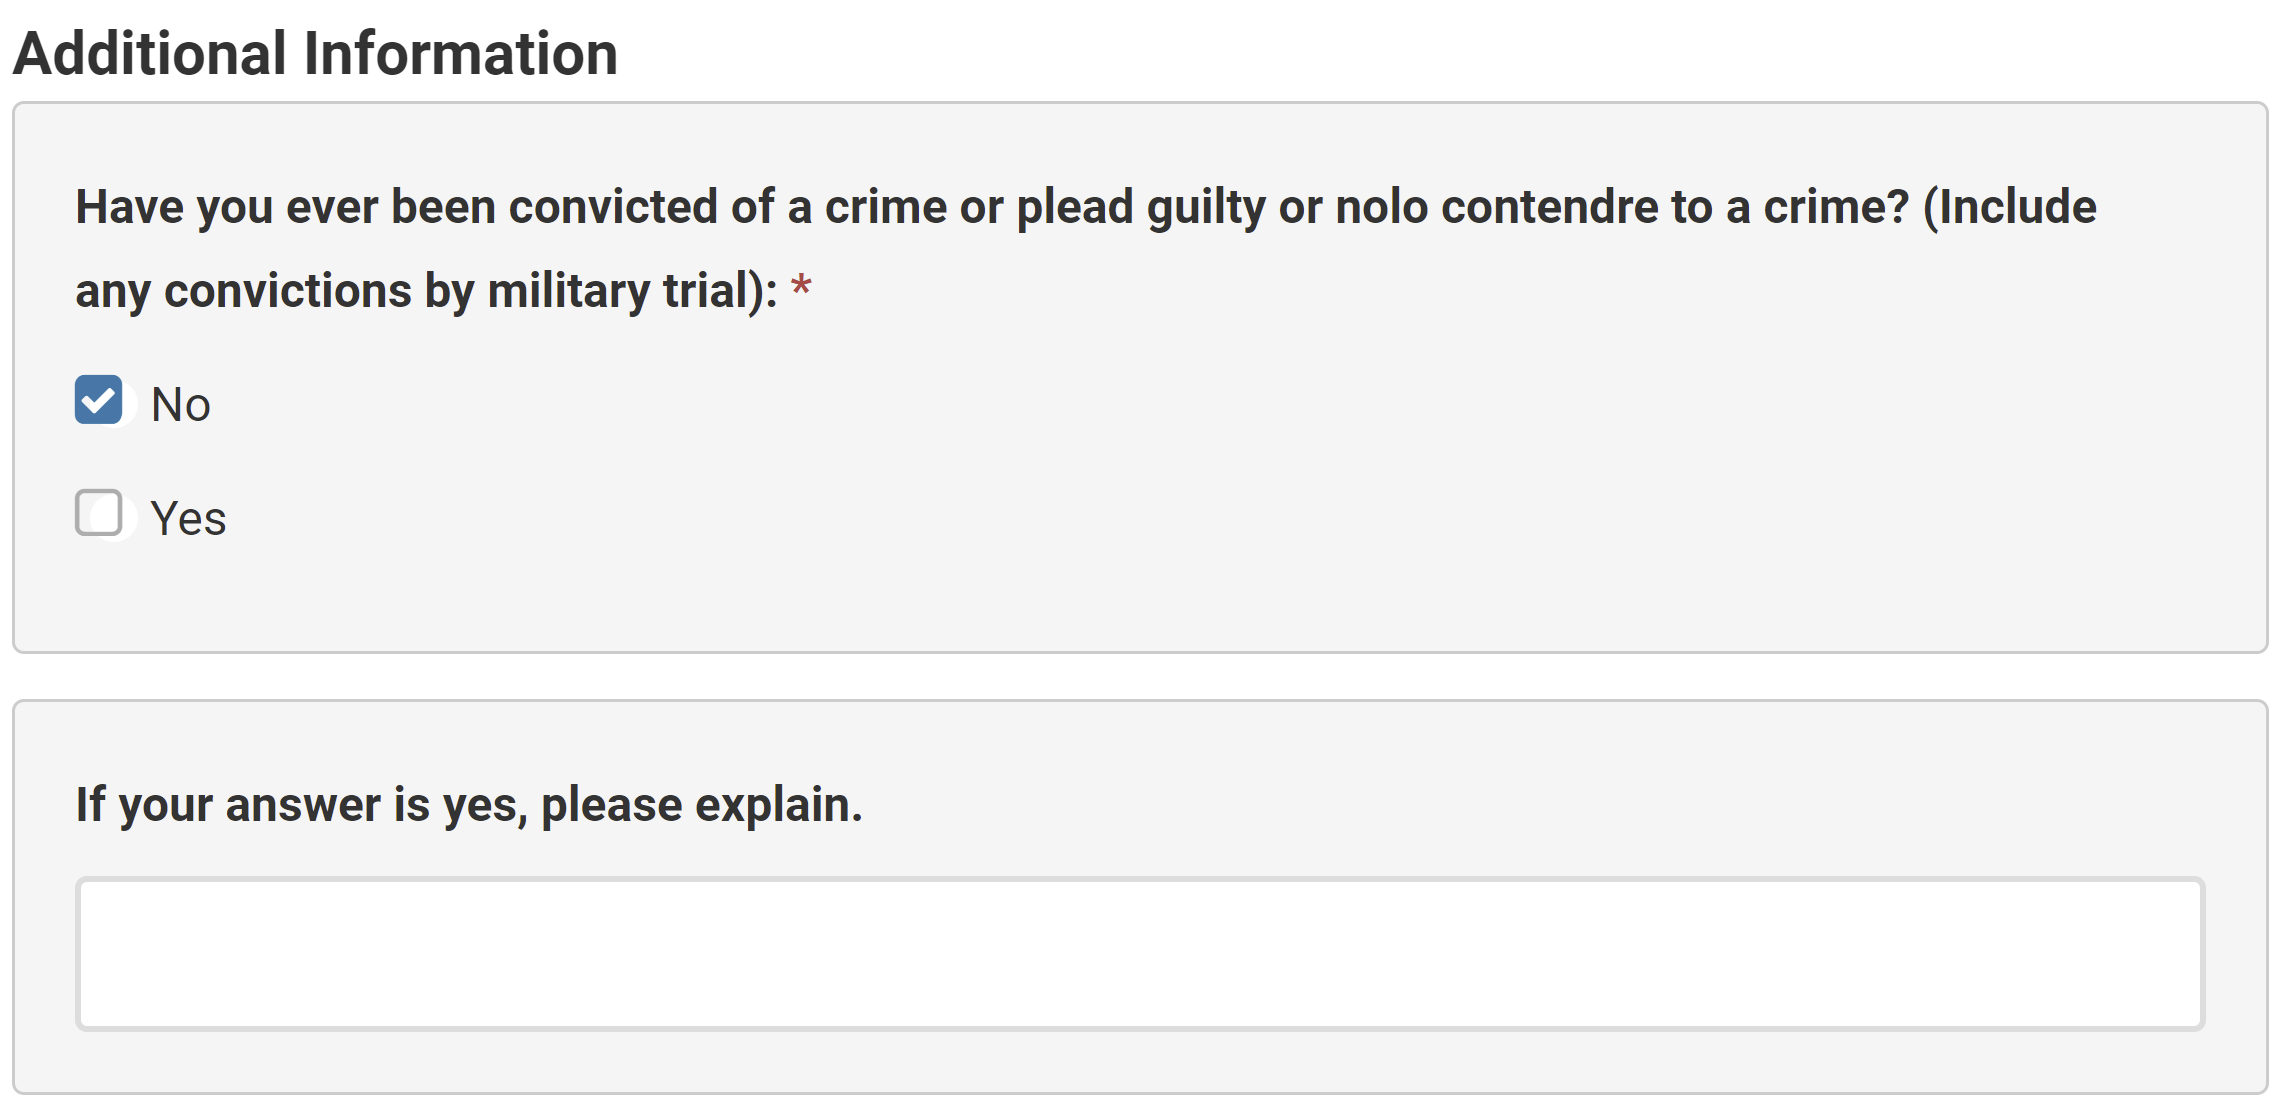 Additional Information
Have you ever been convicted of a crime or plead guilty or nolo contendre to a crime? (Include
any convictions by military trial): *
No
Yes
If your answer is yes, please explain.